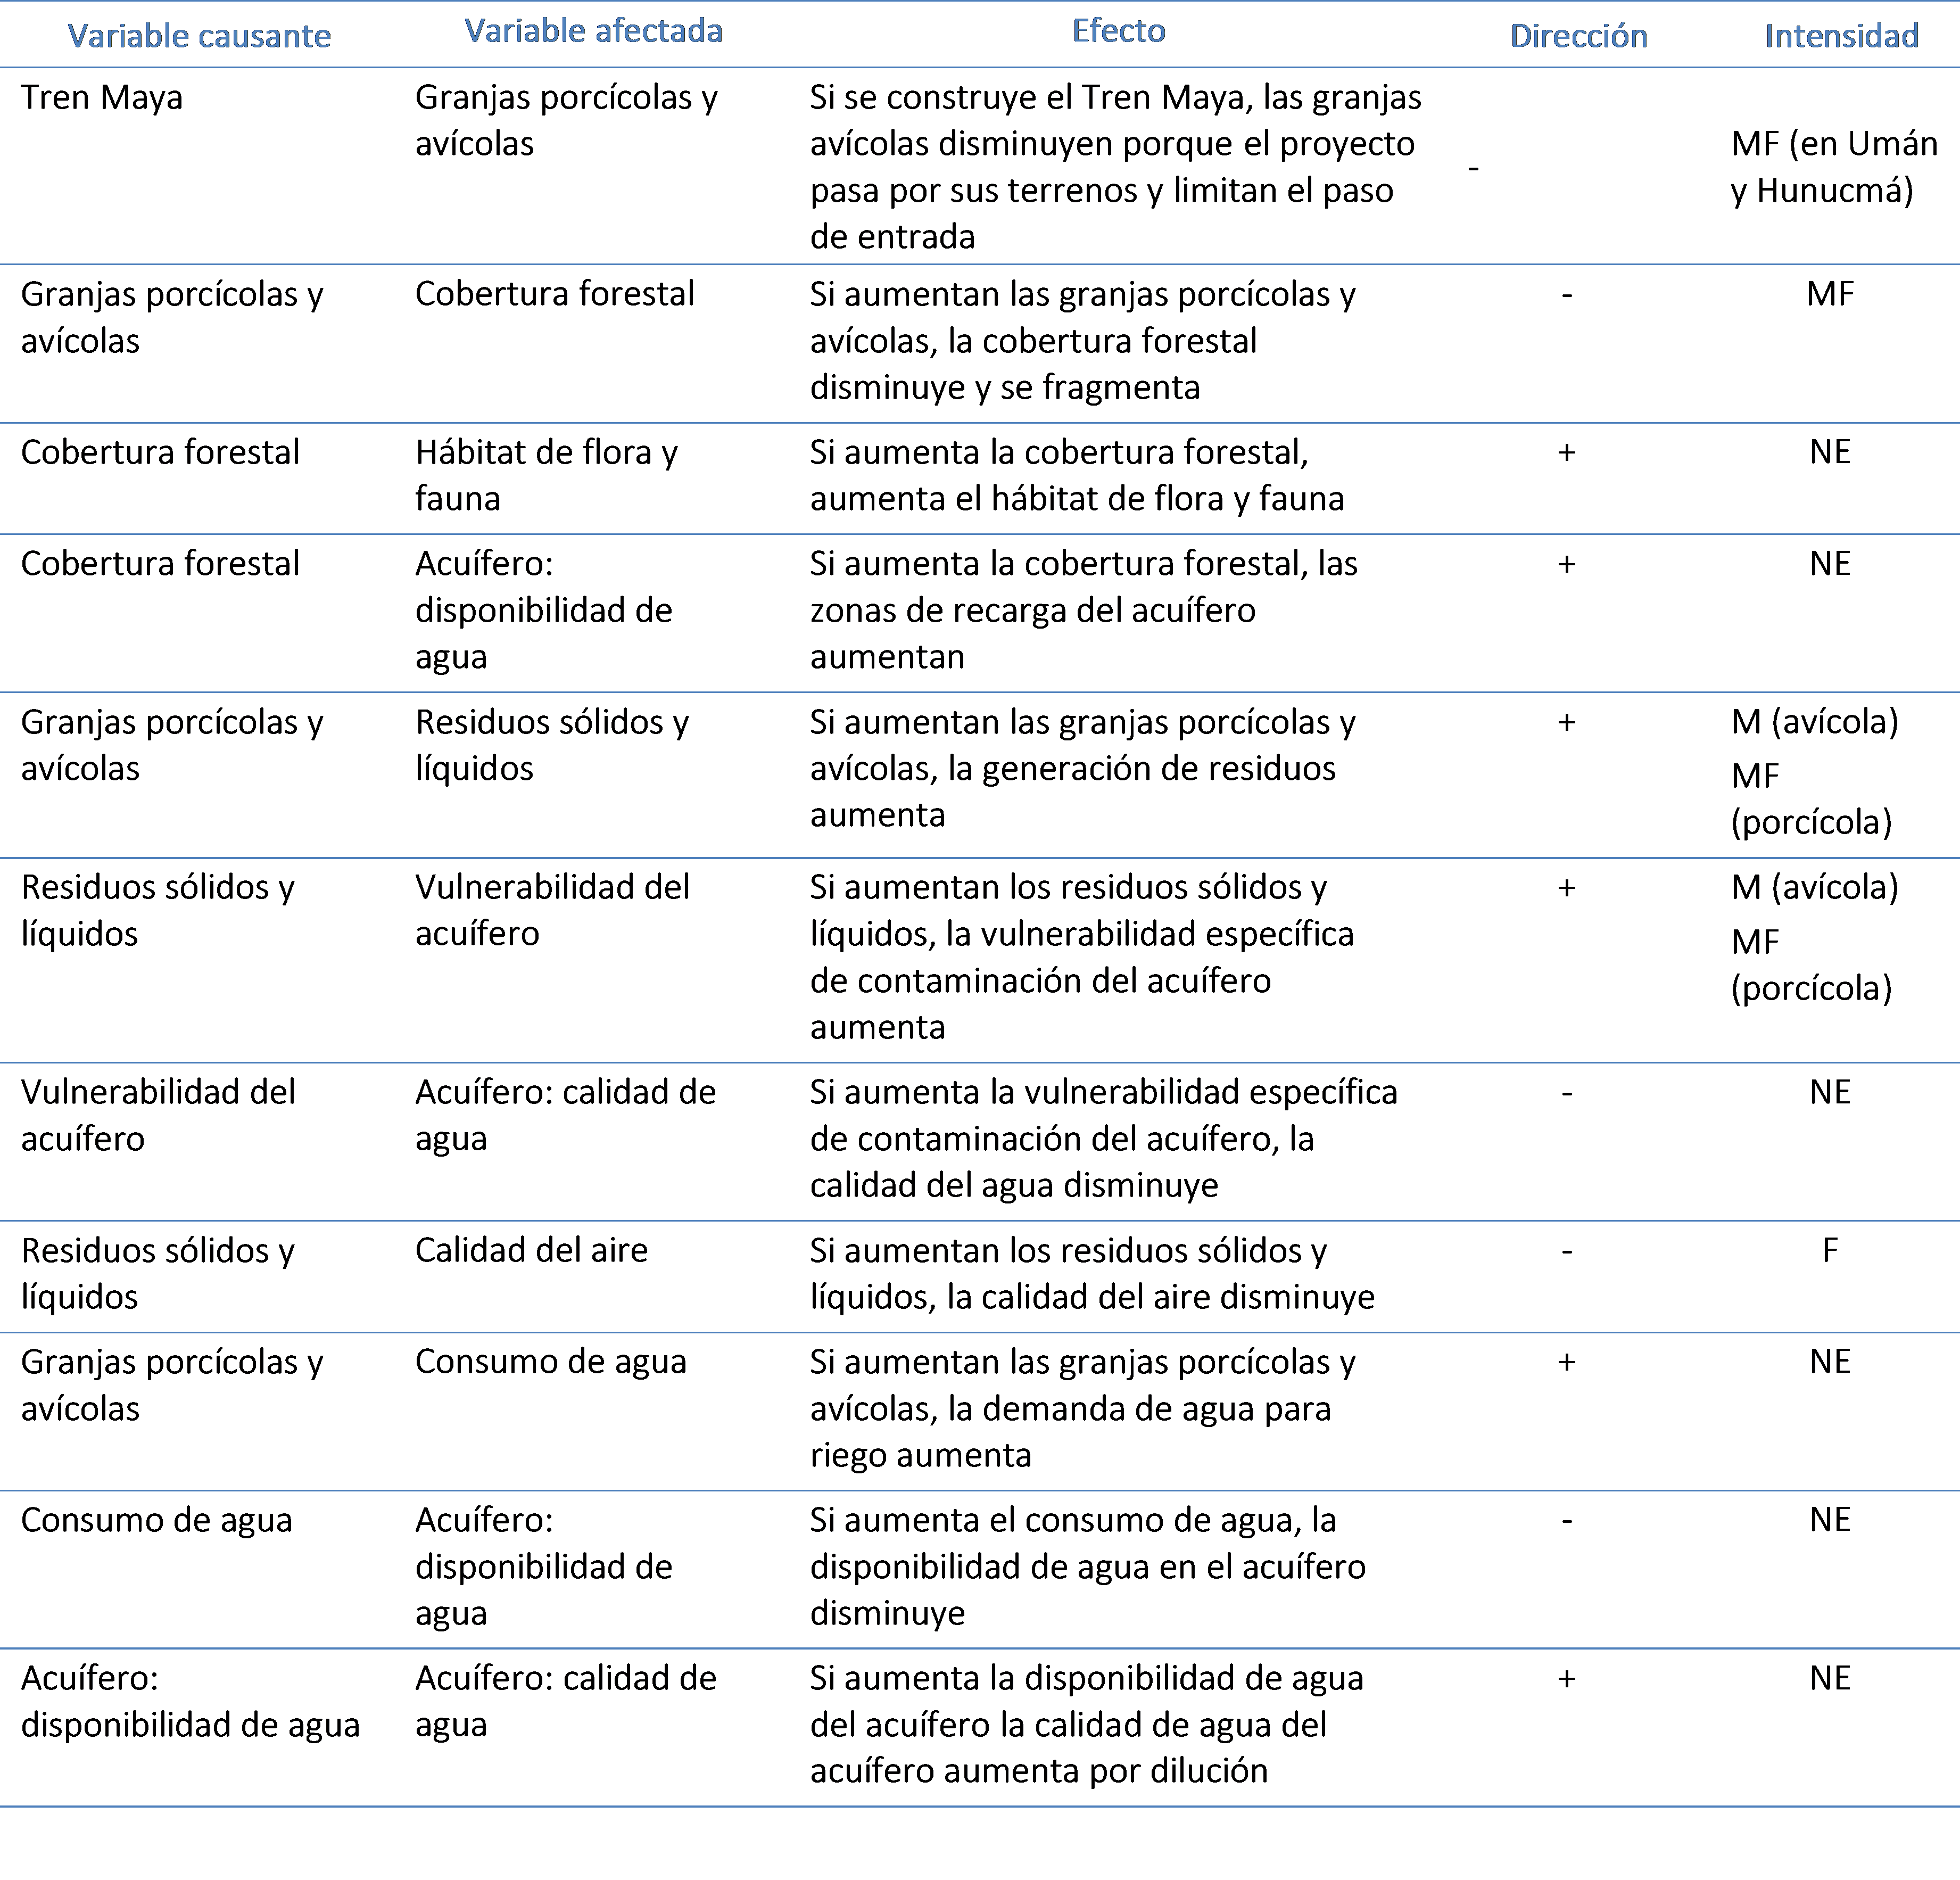 Variable causante Variable afectada Efecto Dirección Intensidad
Tren Maya
Granjas porcícolas y
avícolas
Si se construye el Tren Maya, las granjas
avícolas disminuyen porque el proyecto
pasa por sus terrenos y limitan el paso
de entrada
-
MF (en Umán
y Hunucmá)
Granjas porcícolas y
avícolas
Cobertura forestal
Si aumentan las granjas porcícolas y
avícolas, la cobertura forestal
disminuye y se fragmenta
-
MF
Cobertura forestal
Hábitat de flora y
fauna
Si aumenta la cobertura forestal,
aumenta el hábitat de flora y fauna
+
NE
Cobertura forestal
Acuífero:
disponibilidad de
agua
Si aumenta la cobertura forestal, las
zonas de recarga del acuífero
aumentan
+
NE
Granjas porcícolas y
avícolas
Residuos sólidos y
líquidos
Si aumentan las granjas porcícolas y
avícolas, la generación de residuos
aumenta
+
M (avícola)
MF
(porcícola)
Residuos sólidos y
líquidos
Vulnerabilidad del
acuífero
Si aumentan los residuos sólidos y
líquidos, la vulnerabilidad específica
de contaminación del acuífero
aumenta
+
M (avícola)
MF
(porcícola)
Vulnerabilidad del
acuífero
Acuífero: calidad de
agua
Si aumenta la vulnerabilidad específica
de contaminación del acuífero, la
calidad del agua disminuye
-
NE
Residuos sólidos y
líquidos
Calidad del aire
Si aumentan los residuos sólidos y
líquidos, la calidad del aire disminuye
-
F
Granjas porcícolas y
avícolas
Consumo de agua
Si aumentan las granjas porcícolas y
avícolas, la demanda de agua para
riego aumenta
+
NE
Consumo de agua
Acuífero:
disponibilidad de
agua
Si aumenta el consumo de agua, la
disponibilidad de agua en el acuífero
disminuye
-
NE
Acuífero:
disponibilidad de agua
Acuífero: calidad de
agua
Si aumenta la disponibilidad de agua
del acuífero la calidad de agua del
acuífero aumenta por dilución
+
NE